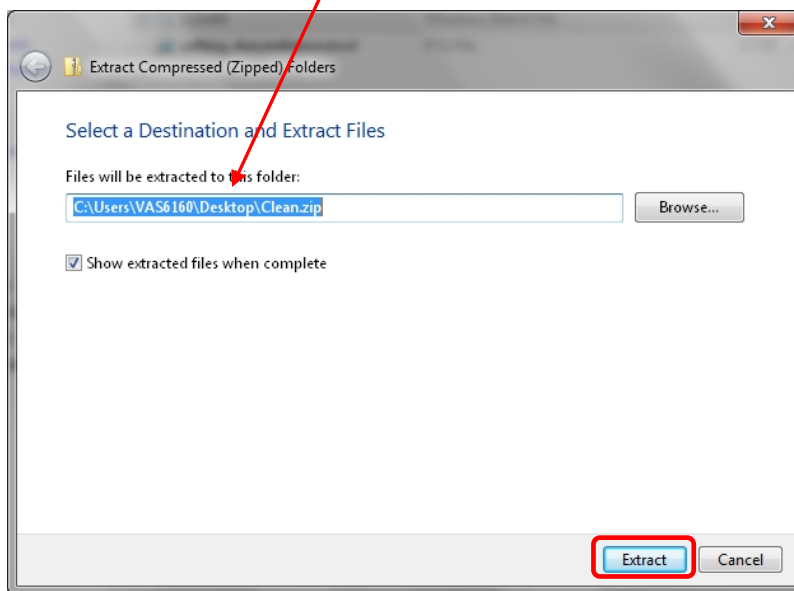 Extract Compressed (Zipped) Folders
Select a Destination and Extract Files
Files will be extracted to this folder:
C:\Users\VAS6160\Desktop\Clean.zip
Browse...
Show extracted files when complete
Extract
Cancel